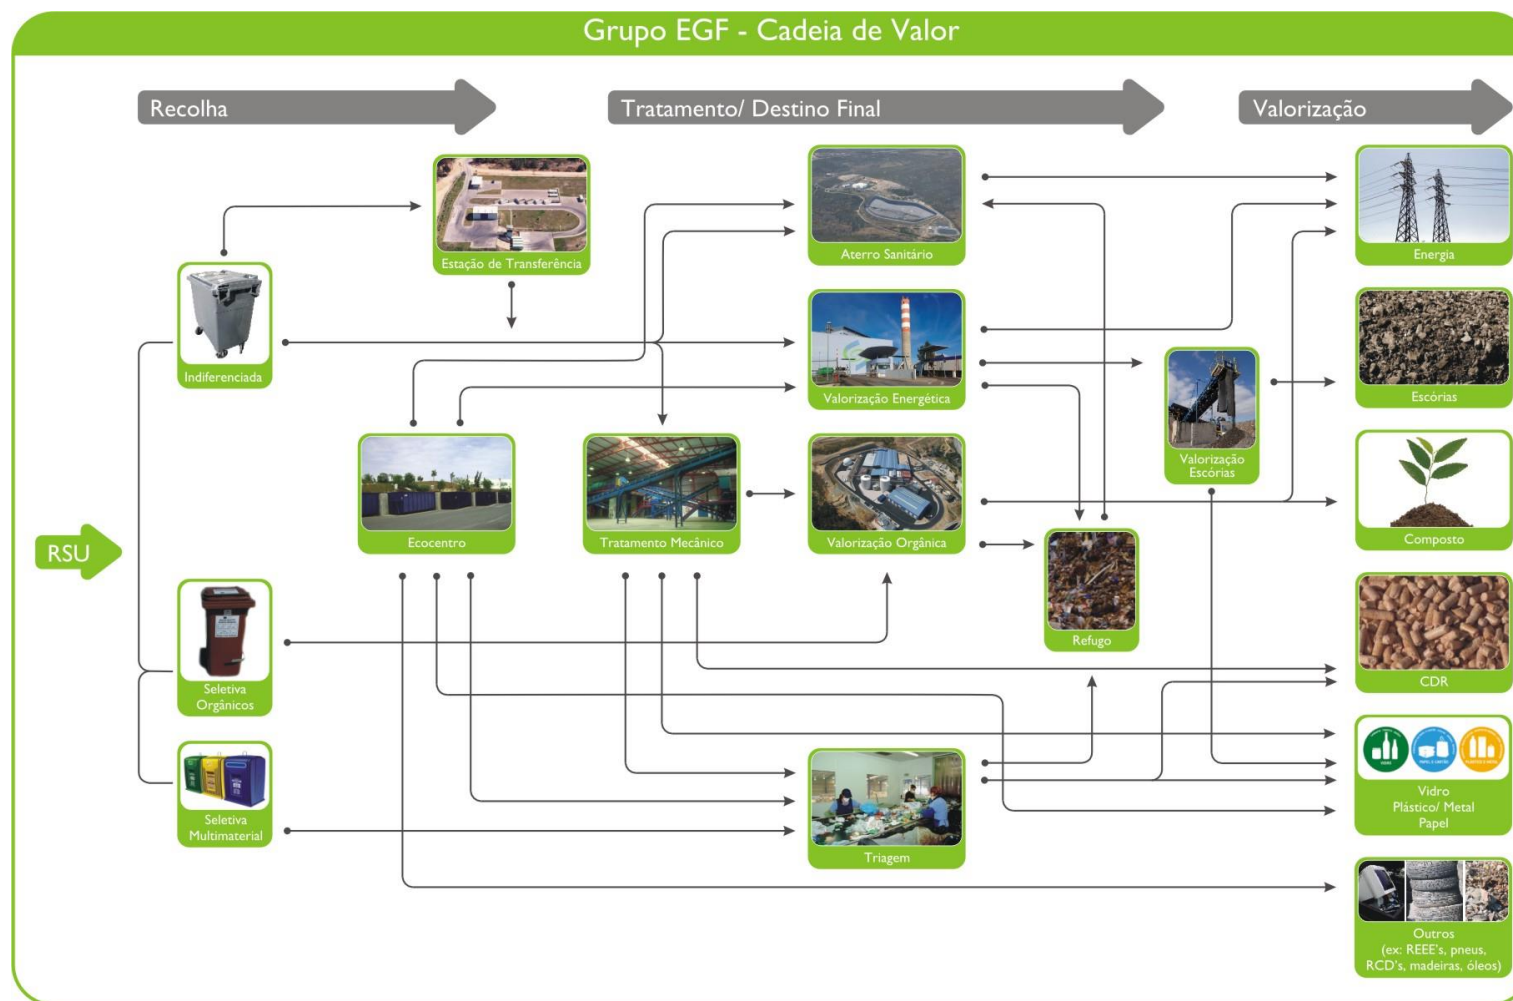 Grupo EGF - Cadeia de Valor
Recolha
Tratamento/ Destino Final
Valorização
Estação de Transferência
Aterro Sanitário
Energia
Indiferenciada
Valorização Energética
Escórias
Valorização
Escórias
RSU
Ecocentro
Tratamento Mecânico
Valorização Orgânica
Composto
Refugo
Seletiva
Orgânicos
CDR
Seletiva
Multimaterial
Triagem
VIDRO
Vidro
Plástico/ Metal
Papel
Outros
(ex: REEE's, pneus,
RCD's, madeiras, óleos)